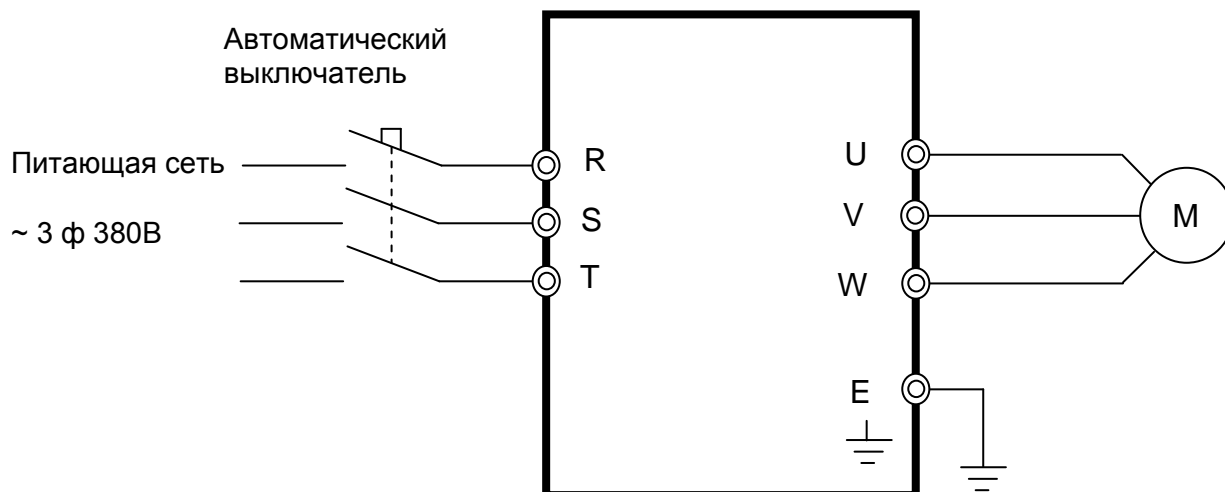 Автоматический
выключатель
Питающая сеть
~ 3 ф 380В
R
S
T
U
V
W
E
M